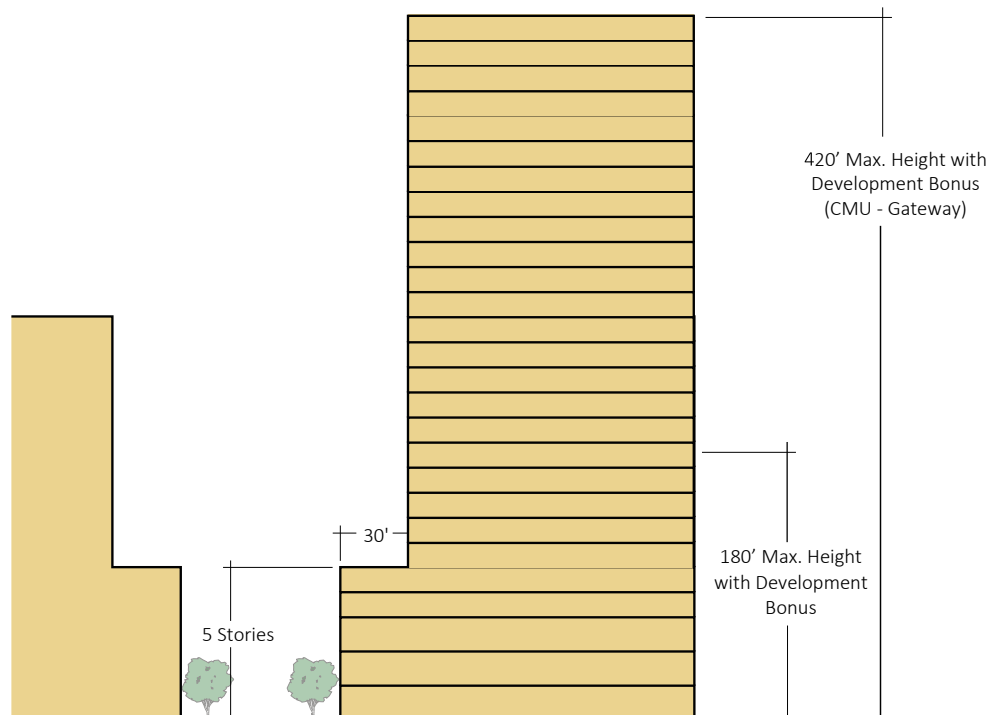 420’ Max. Height with
Development Bonus
(CMU - Gateway)
30'
180’ Max. Height
with Development
Bonus
5 Stories